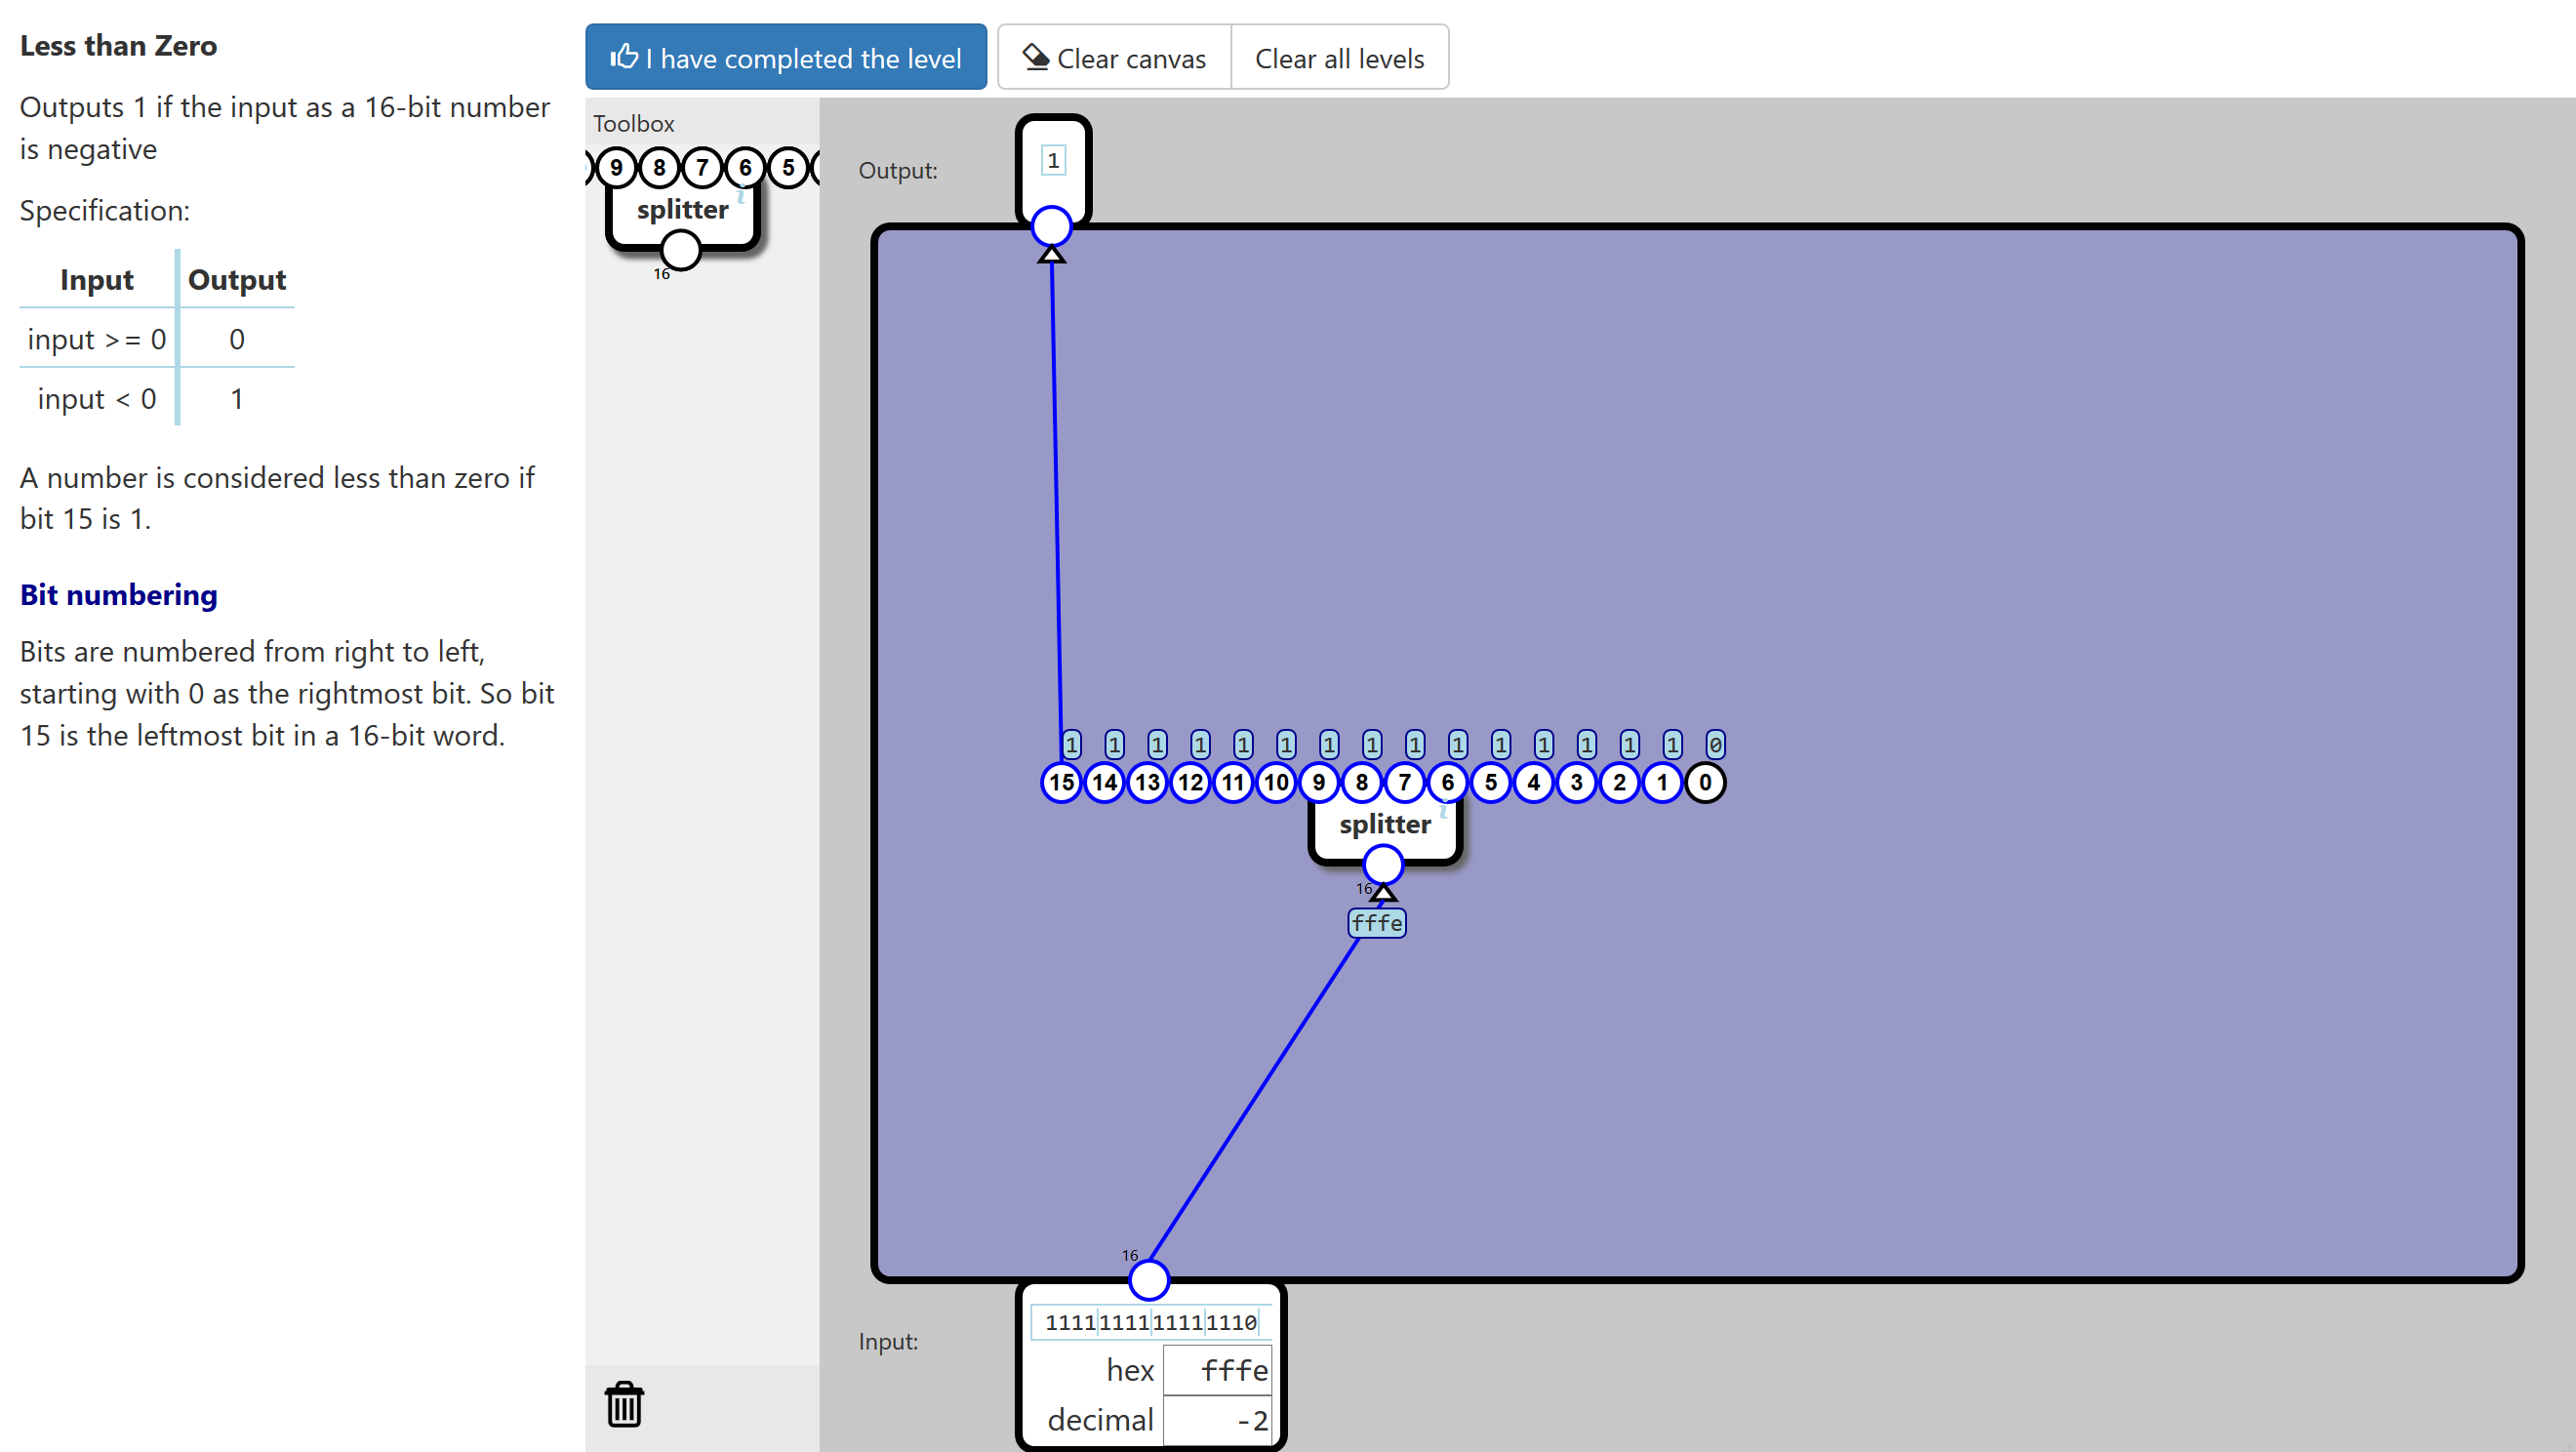 Less than Zero
Outputs 1 if the input as a 16-bit number
is negative
Specification:
Input Output
input >= 0 0
input < 0 1
A number is considered less than zero if
bit 15 is 1.
Bit numbering
Bits are numbered from right to left,
starting with 0 as the rightmost bit. So bit
15 is the leftmost bit in a 16-bit word.
I have completed the level
Clear canvas
Clear all levels
Toolbox
9 8 7 6 5
splitter i
16
Output:
1
1 1 1 1 1 1 1 1 1 1 1 1 1 1 1 0
15 14 13 12 11 10 9 8 7 6 5 4 3 2 1 0
splitter i
16
fffe
16
Input:
1111 1111 1111 1110
hex fffe
decimal -2